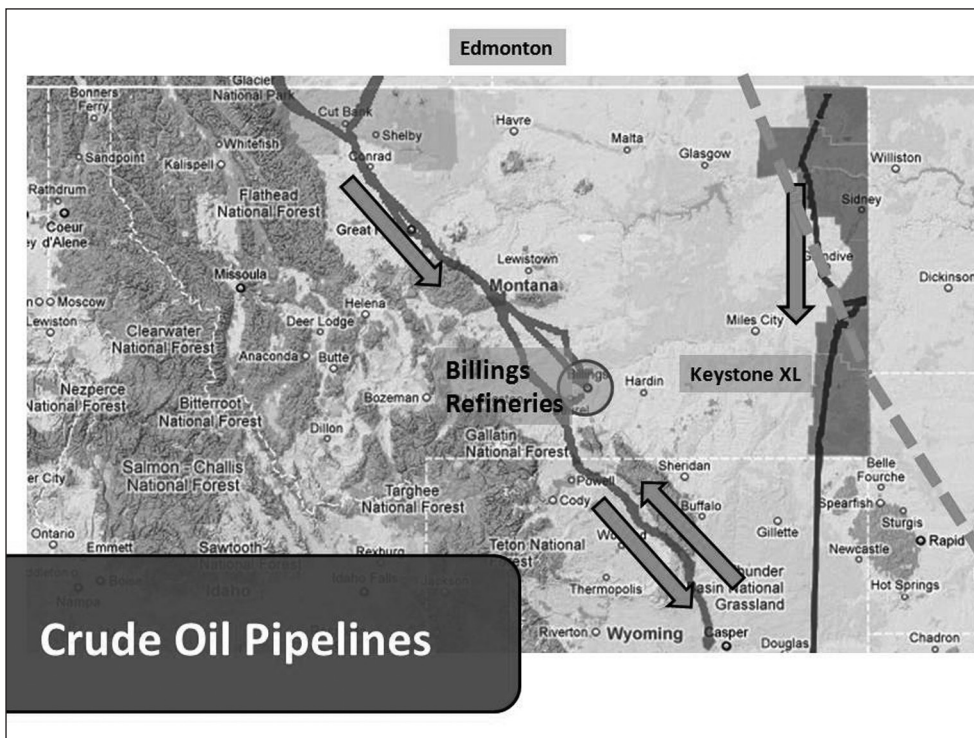 Edmonton
Glacier
National Park
Bonners
Ferry
Cut Bank
Shelby
Havre
Malta
Glasgow
Williston
Whitefish
Sandpoint
Kalispell
Conrad
Rathdrum
Coeur
d'Alene
Flathead
National Forest
Sidney
Great
Lewistown
Montana
Missoula
Dickinson
Moscow
Lewiston
Helena
Clearwater
National Forest
Deer Lodge
Miles City
Anaconda
Butte
Billings
Refineries
Hardin
Keystone XL
Nezperce
National Forest
Bitterroot
National Forest
Bozeman
Dillon
Gallatin
National Forest
Salmon - Challis
National Forest
Targhee
National Forest
Powell
Cody
Sheridan
Buffalo
Gillette
Belle
Fourche
Spearfish
Sturgis
Rapid
Newcastle
Ontario
Emmett
Sawtooth
Rexburg
Teton National
Thermopolis
National
Grassland
Hot Springs
Boise
Nampa
Idaho
Idaho Falls
Jackson
Riverton
Wyoming
Casper
Douglas
Chadron
Crude Oil Pipelines